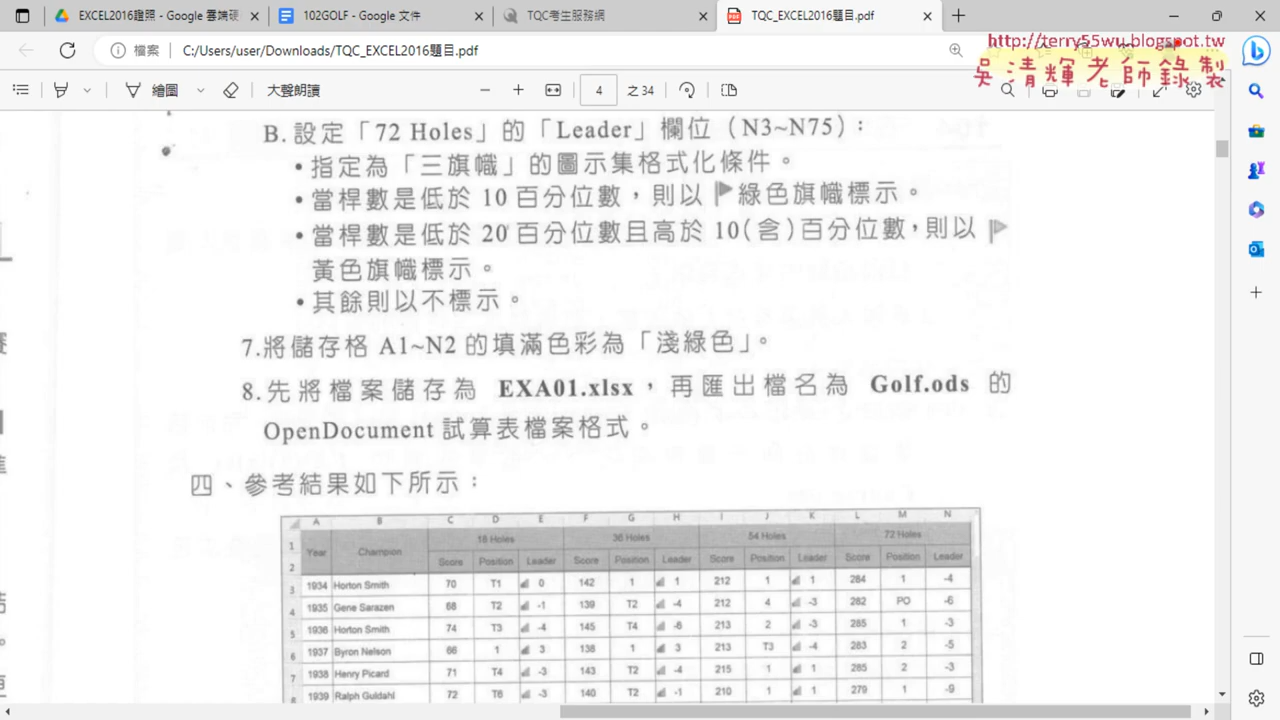 EXCEL2016證照 - Google 雲端硬
102GOLF - Google 文件
TQC考生服務網
TQC_EXCEL2016題目.pdf
檔案
C:/Users/user/Downloads/TQC_EXCEL2016題目.pdf
http://terry55wu.blogspot.tw
吳清輝老師錄製
繪圖
大聲朗讀
4
之 34
B. 設定「72 Holes」的「Leader」欄位（N3~N75）：
• 指定為「三旗幟」的圖示集格式化條件。
• 當桿數是低於 10 百分位數，則以 綠色旗幟標示。
• 當桿數是低於 20 百分位數且高於 10(含)百分位數，則以
黃色旗幟標示。
• 其餘則以不標示。
7.將儲存格 A1~N2 的填滿色彩為「淺綠色」。
8.先將檔案儲存為 EXA01.xlsx，再匯出檔名為 Golf.ods 的
OpenDocument 試算表檔案格式。
四、參考結果如下所示：
A B C D E F G H I J K L M N
1 Year Champion 18 Holes 36 Holes 54 Holes 72 Holes
2 Score Position Leader Score Position Leader Score Position Leader Score Position Leader
3 1934 Horton Smith 70 T1 0 142 1 1 212 1 1 284 1 -4
4 1935 Gene Sarazen 68 T2 -1 139 T2 -4 212 4 -3 282 PO -6
5 1936 Horton Smith 74 T3 -4 145 T4 -6 213 2 -3 285 1 -3
6 1937 Byron Nelson 66 1 3 138 1 3 213 T3 -4 283 2 -5
7 1938 Henry Picard 71 T4 -3 143 T2 -4 215 1 1 285 2 -3
8 1939 Ralph Guldahl 72 T6 -3 140 T2 -1 210 1 1 279 1 -9